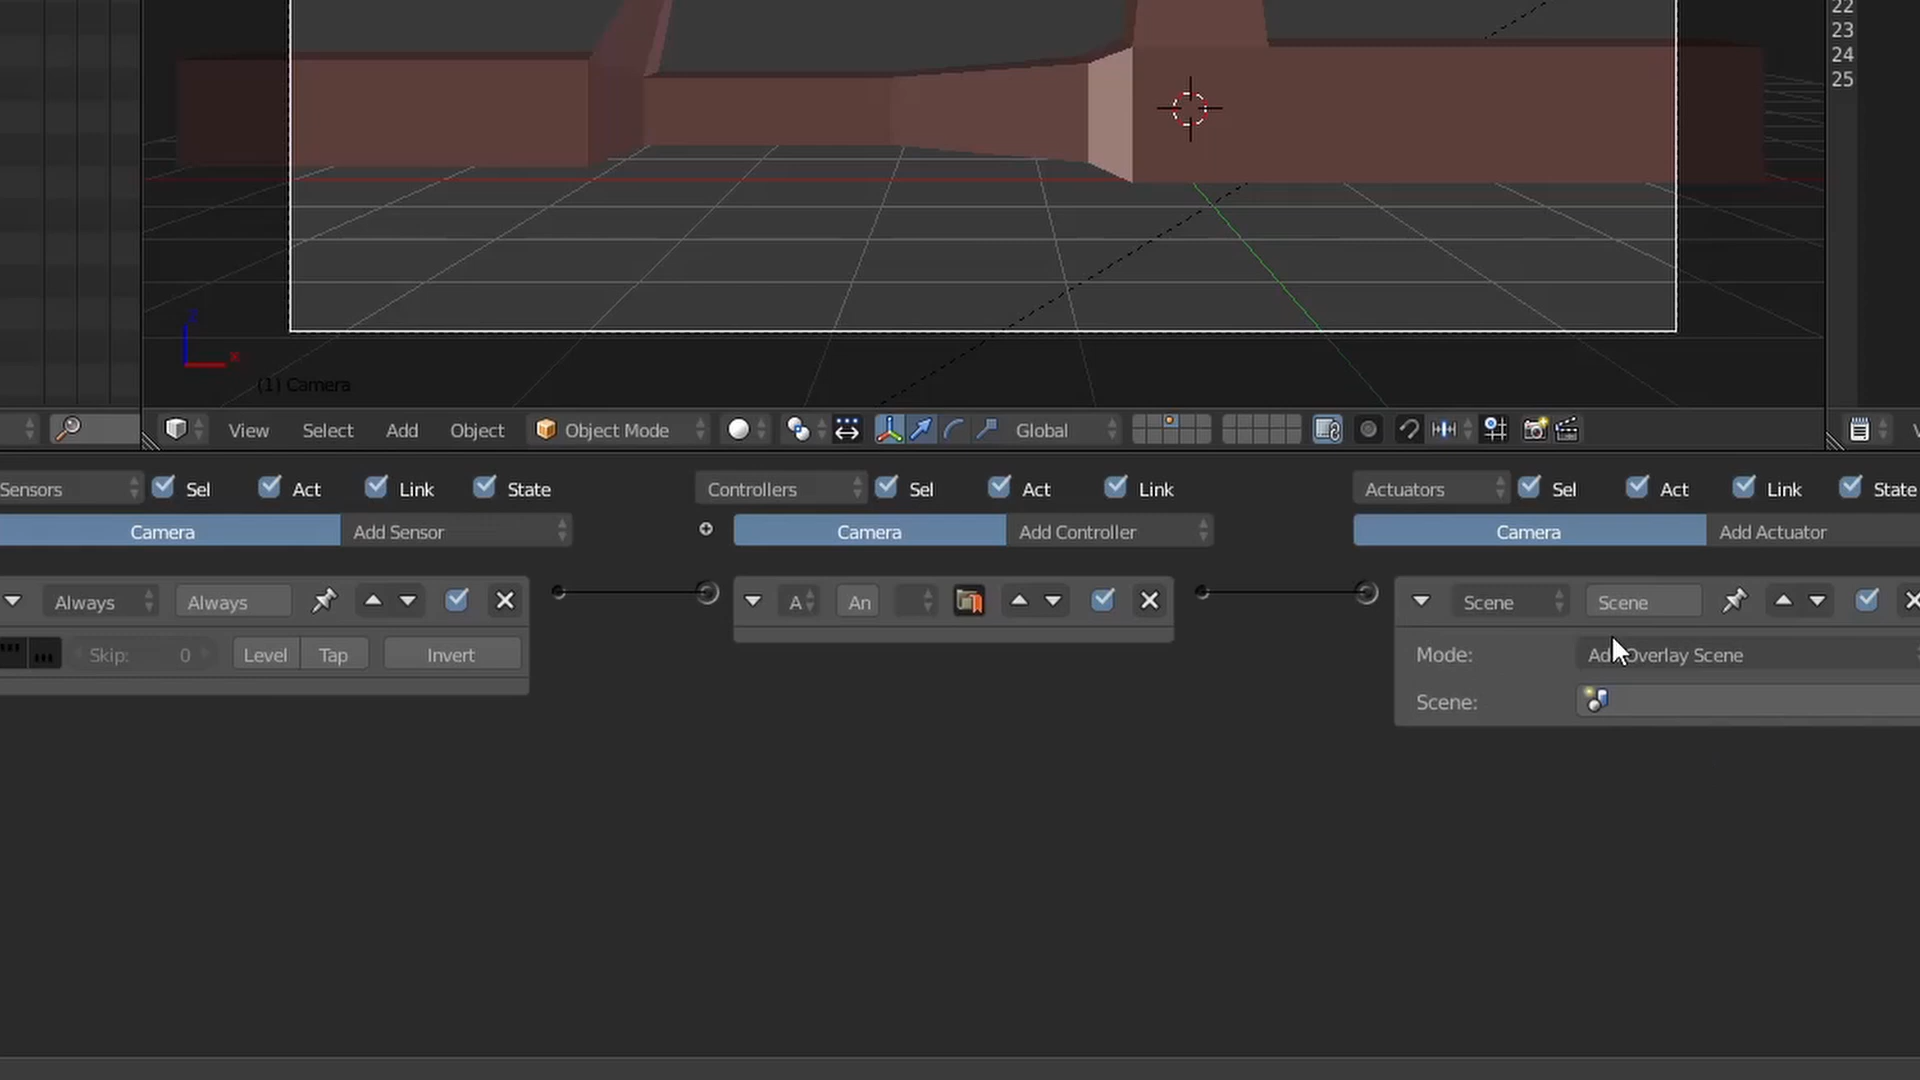 22
23
24
25
z
x
(1) Camera
View Select Add Object Object Mode Global
Sensors Sel Act Link State Controllers Sel Act Link Actuators Sel Act Link State
Camera Add Sensor Camera Add Controller Camera Add Actuator
Always Always A An Scene Scene
Skip: 0 Level Tap Invert Mode: Add Overlay Scene
Scene: